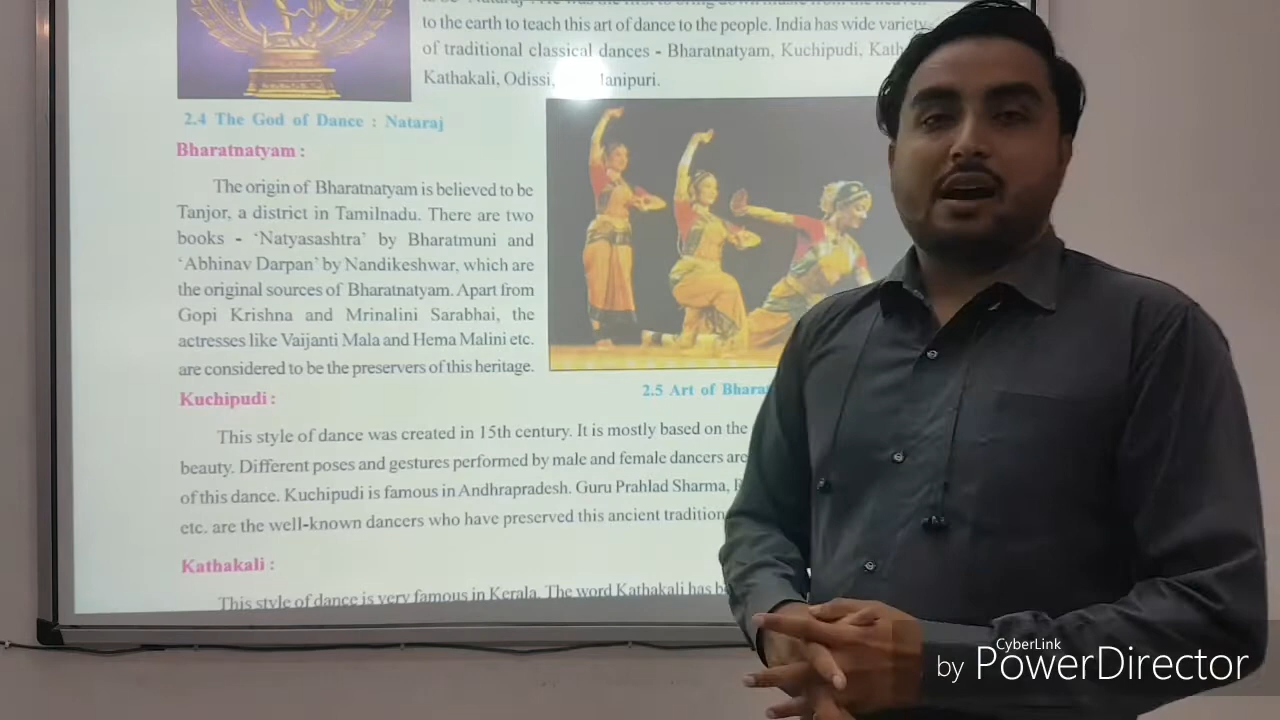 to the earth to teach this art of dance to the people. India has wide variety
of traditional classical dances - Bharatnatyam, Kuchipudi,
Kathakali, Odissi,
2.4 The God of Dance : Nataraj
Bharatnatyam :
The origin of Bharatnatyam is believed to be
Tanjor, a district in Tamilnadu. There are two
books - ‘Natyasashtra’ by Bharatmuni and
‘Abhinav Darpan’ by Nandikeshwar, which are
the original sources of Bharatnatyam. Apart from
Gopi Krishna and Mrinalini Sarabhai, the
actresses like Vaijanti Mala and Hema Malini etc.
are considered to be the preservers of this heritage.
2.5 Art of
Kuchipudi :
This style of dance was created in 15th century. It is mostly based on the
beauty. Different poses and gestures performed by male and female dancers are
of this dance. Kuchipudi is famous in Andhrapradesh. Guru Prahlad Sharma,
etc. are the well-known dancers who have preserved this ancient tradition
Kathakali :
This style of dance is very famous in Kerala. The word Kathakali has
CyberLink
by PowerDirector